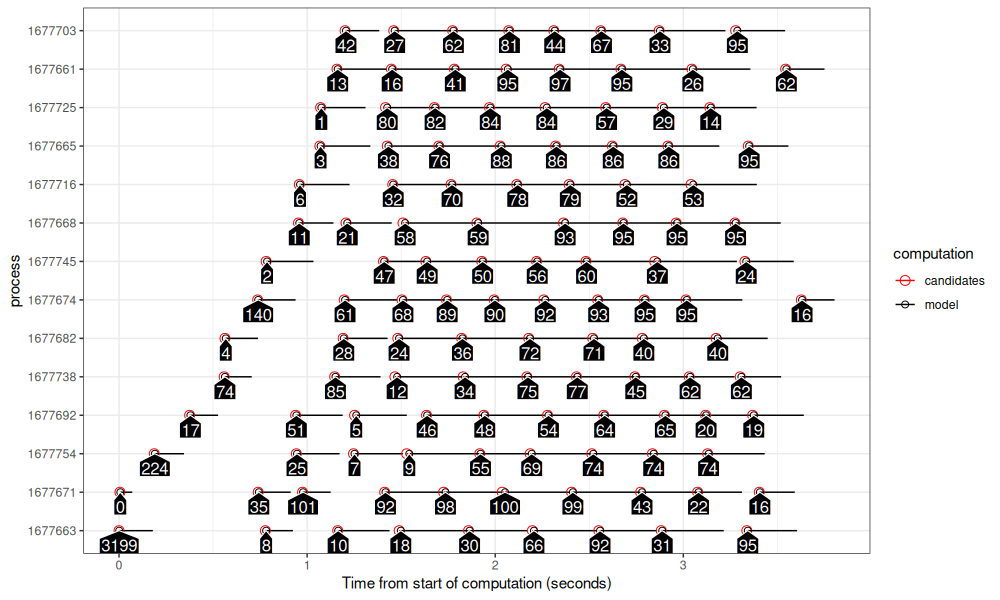 1677703
42 27 62 81 44 67 33 95
1677661
13 16 41 95 97 95 26 62
1677725
1 80 82 84 84 57 29 14
1677665
3 38 76 88 86 86 86 95
1677716
6 32 70 78 79 52 53
1677668
11 21 58 59 93 95 95 95
1677745
2 47 49 50 56 60 37 24
1677674
140 61 68 89 90 92 93 95 95 16
1677682
4 28 24 36 72 71 40 40
1677738
74 85 12 34 75 77 45 62 62
1677692
17 51 5 46 48 54 64 65 20 19
1677754
224 25 7 9 55 69 74 74 74
1677671
0 35 101 92 98 100 99 43 22 16
1677663
3199 8 10 18 30 66 92 31 95
0 1 2 3
Time from start of computation (seconds)
process
computation
candidates
model